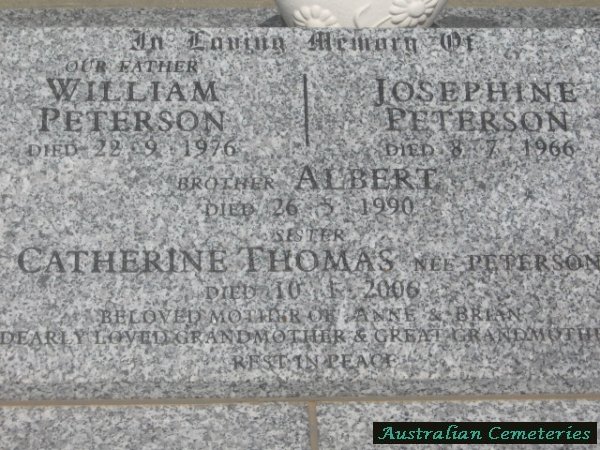 In Loving Memory Of
OUR FATHER
WILLIAM PETERSON
DIED 22 9 1976
JOSEPHINE PETERSON
DIED 8 7 1966
BROTHER ALBERT
DIED 26 5 1990
SISTER
CATHERINE THOMAS NEE PETERSON
DIED 10 1 2006
BELOVED MOTHER OF ANNE & BRIAN
DEARLY LOVED GRANDMOTHER & GREAT GRANDMOTHE
REST IN PEACE
Australian Cemeteries